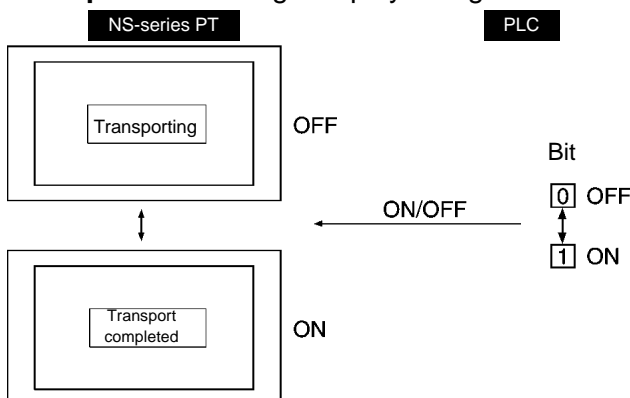 NS-series PT
PLC
Transporting
OFF
Bit
0 OFF
ON/OFF
1 ON
Transport
completed
ON